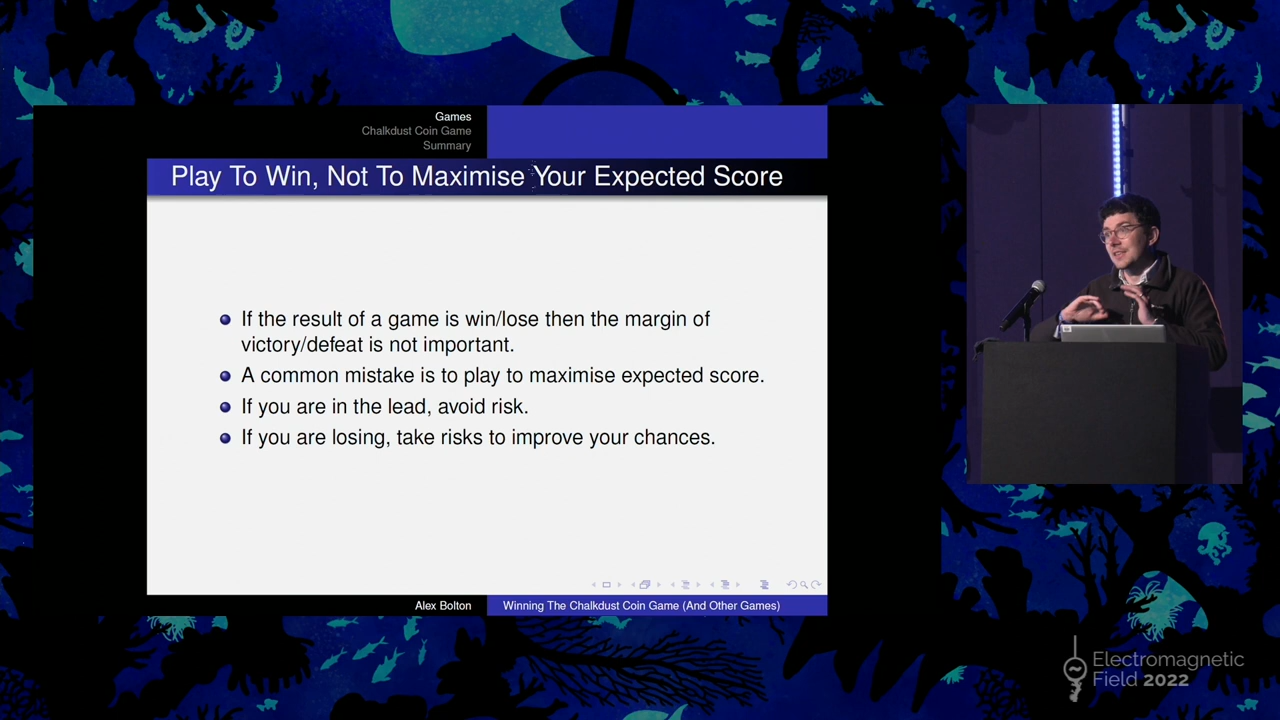 Games
Chalkdust Coin Game
Summary
Play To Win, Not To Maximise Your Expected Score
If the result of a game is win/lose then the margin of
victory/defeat is not important.
A common mistake is to play to maximise expected score.
If you are in the lead, avoid risk.
If you are losing, take risks to improve your chances.
Alex Bolton
Winning The Chalkdust Coin Game (And Other Games)
Electromagnetic
Field 2022